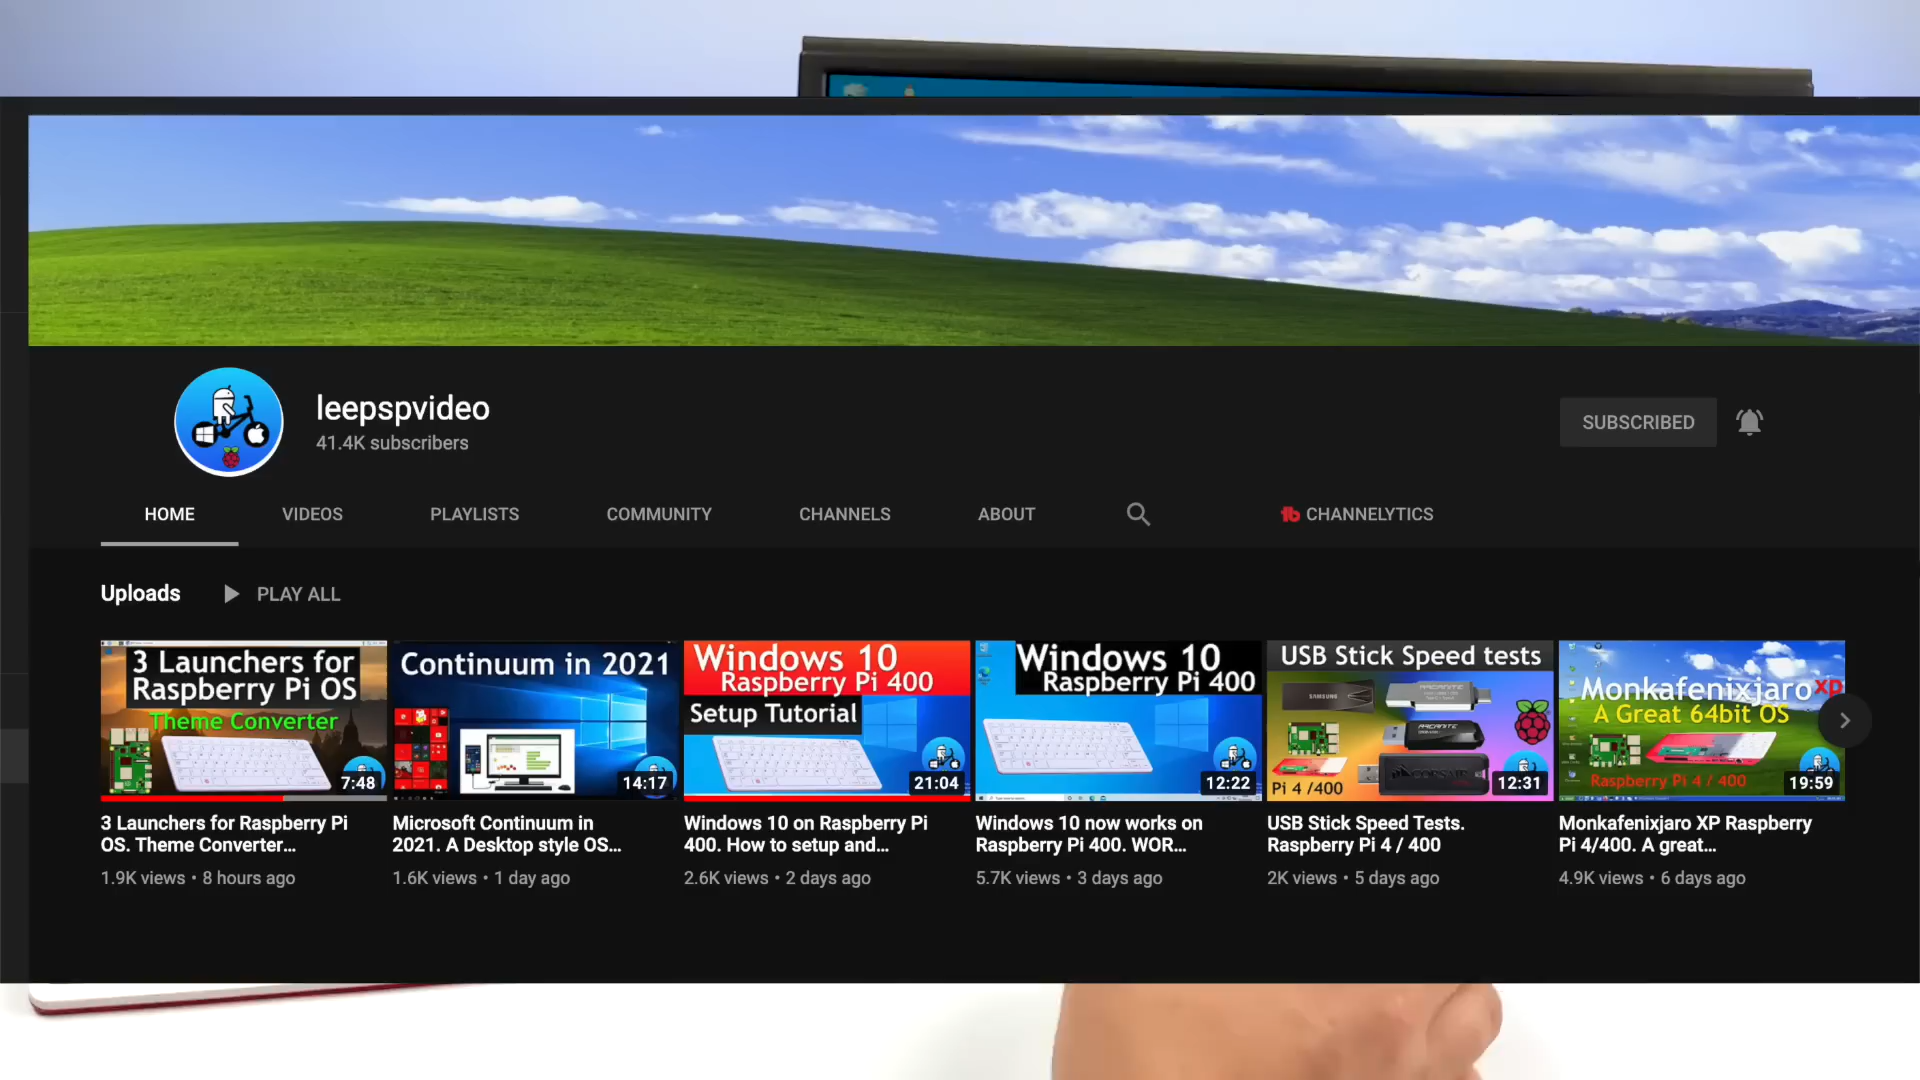 leepspvideo
41.4K subscribers
SUBSCRIBED
HOME
VIDEOS
PLAYLISTS
COMMUNITY
CHANNELS
ABOUT
CHANNELYTICS
Uploads
PLAY ALL
3 Launchers for
Raspberry Pi OS
Theme Converter
7:48
Continuum in 2021
14:17
Windows 10
Raspberry Pi 400
Setup Tutorial
21:04
Windows 10
Raspberry Pi 400
12:22
USB Stick Speed tests
SAMSUNG
CORSAIR
Pi 4 /400
12:31
Monkafenixjaro XP
A Great 64bit OS
Raspberry Pi 4 / 400
19:59
3 Launchers for Raspberry Pi
OS. Theme Converter...
1.9K views • 8 hours ago
Microsoft Continuum in
2021. A Desktop style OS...
1.6K views • 1 day ago
Windows 10 on Raspberry Pi
400. How to setup and...
2.6K views • 2 days ago
Windows 10 now works on
Raspberry Pi 400. WOR...
5.7K views • 3 days ago
USB Stick Speed Tests.
Raspberry Pi 4 / 400
2K views • 5 days ago
Monkafenixjaro XP Raspberry
Pi 4/400. A great...
4.9K views • 6 days ago